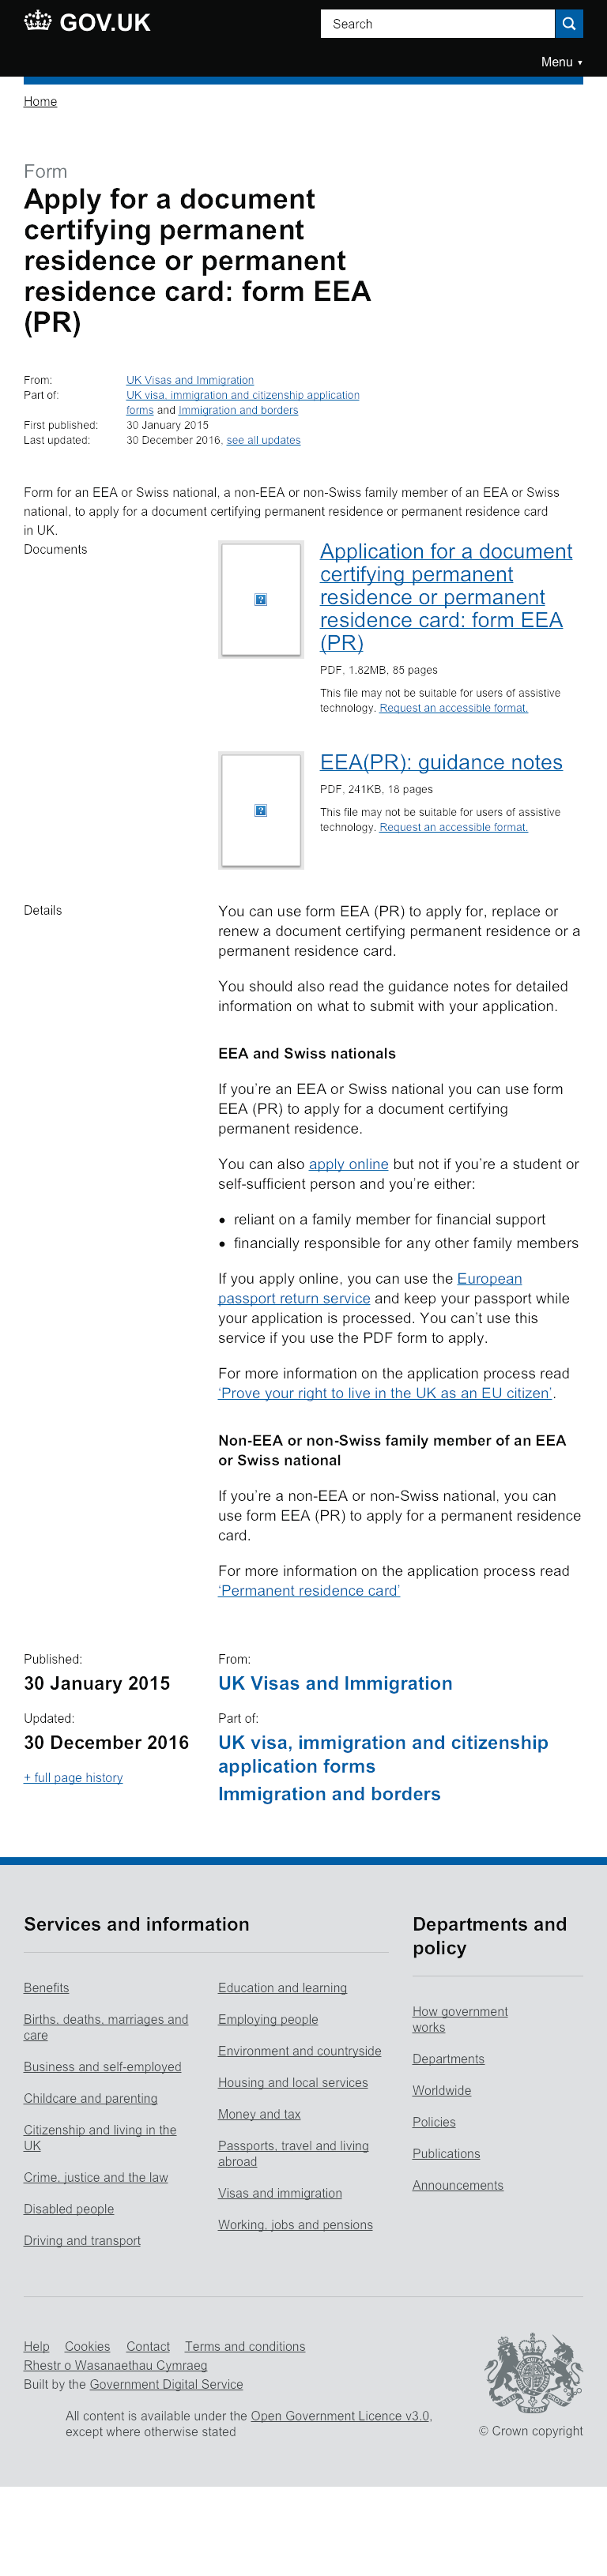 GOV.UK
Search
Menu ▼
Home
Form
Apply for a document
certifying permanent
residence or permanent
residence card: form EEA
(PR)
From: UK Visas and Immigration
Part of: UK visa, immigration and citizenship application
forms and Immigration and borders
First published: 30 January 2015
Last updated: 30 December 2016, see all updates
Form for an EEA or Swiss national, a non-EEA or non-Swiss family member of an EEA or Swiss
national, to apply for a document certifying permanent residence or permanent residence card
in UK.
Documents
Application for a document
certifying permanent
residence or permanent
residence card: form EEA
(PR)
PDF, 1.82MB, 85 pages
This file may not be suitable for users of assistive
technology. Request an accessible format.
EEA(PR): guidance notes
PDF, 241KB, 18 pages
This file may not be suitable for users of assistive
technology. Request an accessible format.
Details
You can use form EEA (PR) to apply for, replace or
renew a document certifying permanent residence or a
permanent residence card.
You should also read the guidance notes for detailed
information on what to submit with your application.
EEA and Swiss nationals
If you’re an EEA or Swiss national you can use form
EEA (PR) to apply for a document certifying
permanent residence.
You can also apply online but not if you’re a student or
self-sufficient person and you’re either:
• reliant on a family member for financial support
• financially responsible for any other family members
If you apply online, you can use the European
passport return service and keep your passport while
your application is processed. You can’t use this
service if you use the PDF form to apply.
For more information on the application process read
‘Prove your right to live in the UK as an EU citizen’.
Non-EEA or non-Swiss family member of an EEA
or Swiss national
If you’re a non-EEA or non-Swiss national, you can
use form EEA (PR) to apply for a permanent residence
card.
For more information on the application process read
‘Permanent residence card’
Published:
30 January 2015
Updated:
30 December 2016
+ full page history
From:
UK Visas and Immigration
Part of:
UK visa, immigration and citizenship
application forms
Immigration and borders
Services and information
Benefits
Births, deaths, marriages and
care
Business and self-employed
Childcare and parenting
Citizenship and living in the
UK
Crime, justice and the law
Disabled people
Driving and transport
Education and learning
Employing people
Environment and countryside
Housing and local services
Money and tax
Passports, travel and living
abroad
Visas and immigration
Working, jobs and pensions
Departments and
policy
How government
works
Departments
Worldwide
Policies
Publications
Announcements
Help Cookies Contact Terms and conditions
Rhestr o Wasanaethau Cymraeg
Built by the Government Digital Service
All content is available under the Open Government Licence v3.0,
except where otherwise stated
© Crown copyright